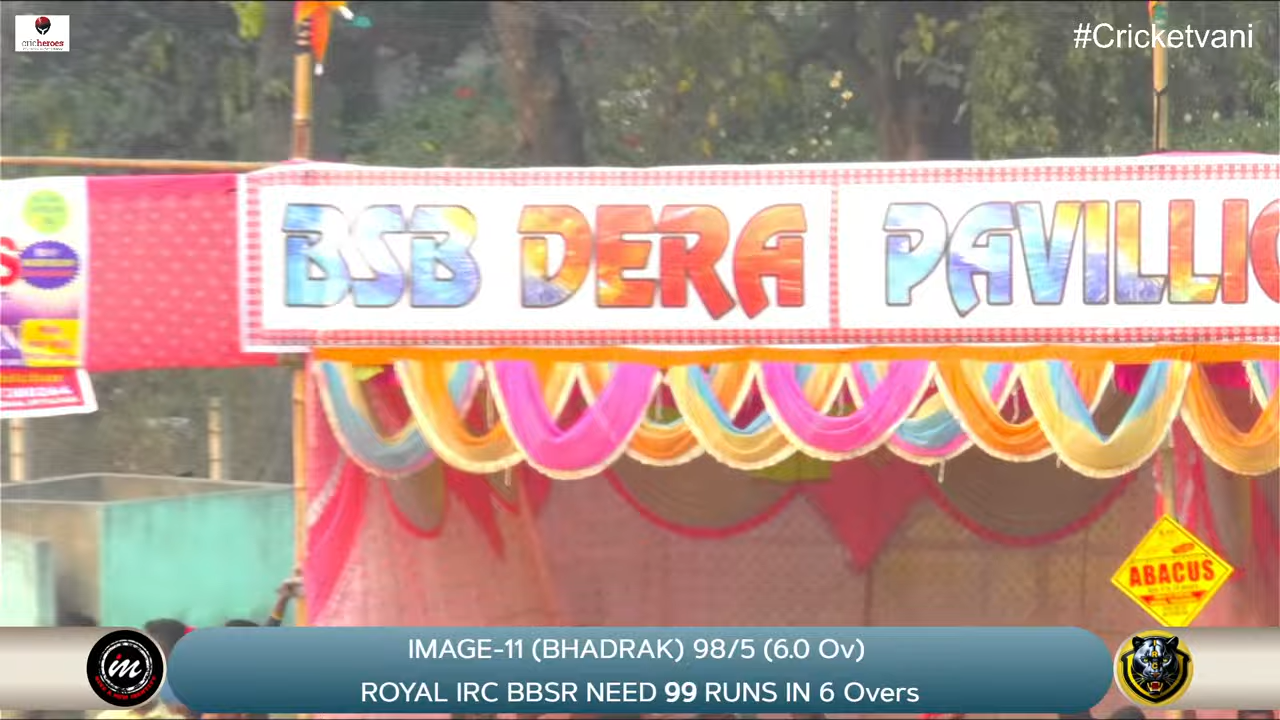 cricheroes
#Cricketvani
BSB DERA PAVILLIO
S
ABACUS
im
R C
IMAGE-11 (BHADRAK) 98/5 (6.0 Ov)
ROYAL IRC BBSR NEED 99 RUNS IN 6 Overs